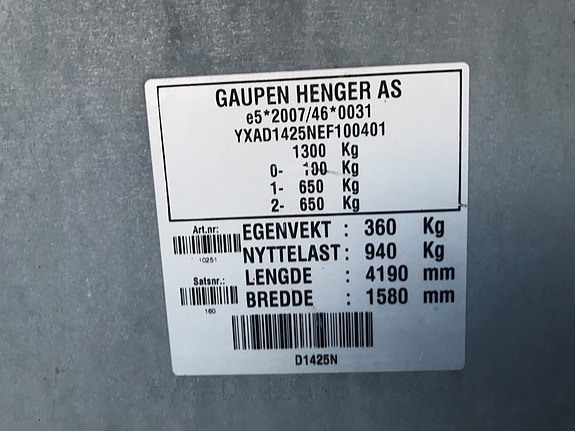 GAUPEN HENGER AS
e5*2007/46*0031
YXAD1425NEF100401
1300 Kg
0- 100 Kg
1- 650 Kg
2- 650 Kg
Art.nr:
10251
Satsnr.:
160
EGENVEKT : 360 Kg
NYTTELAST : 940 Kg
LENGDE : 4190 mm
BREDDE : 1580 mm
D1425N